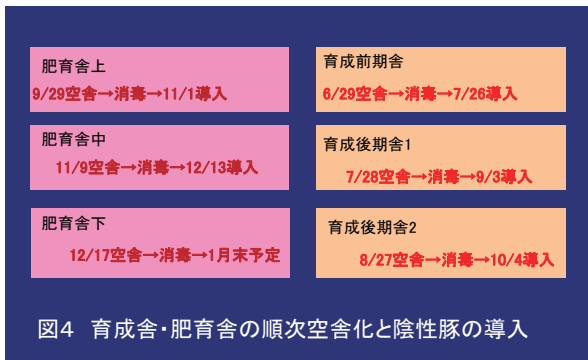 肥育舎上
9/29空舎→消毒→11/1導入
肥育舎中
11/9空舎→消毒→12/13導入
肥育舎下
12/17空舎→消毒→1月末予定
育成前期舎
6/29空舎→消毒→7/26導入
育成後期舎1
7/28空舎→消毒→9/3導入
育成後期舎2
8/27空舎→消毒→10/4導入
図4 育成舎・肥育舎の順次空舎化と陰性豚の導入